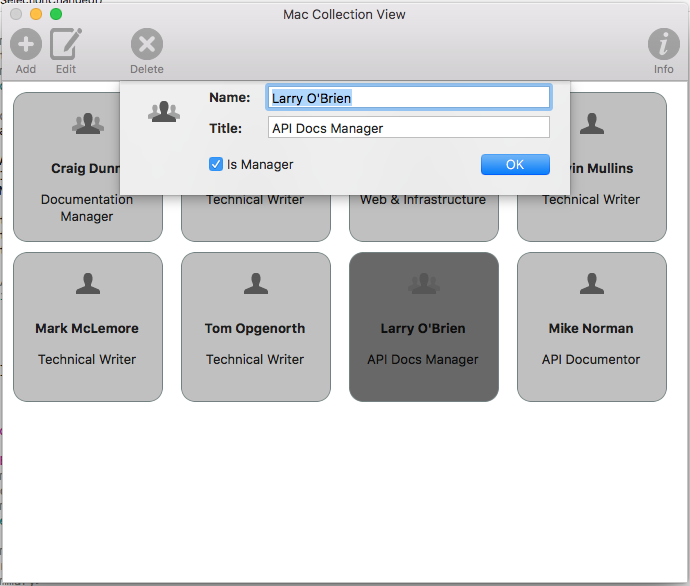 Mac Collection View
Add
Edit
Delete
Info
Name: Larry O'Brien
Title: API Docs Manager
Is Manager
OK
Craig Dunn
Mullins
Documentation
Manager
Technical Writer
Web & Infrastructure
Technical Writer
Mark McLemore
Tom Opgenorth
Larry O'Brien
Mike Norman
Technical Writer
Technical Writer
API Docs Manager
API Documentor